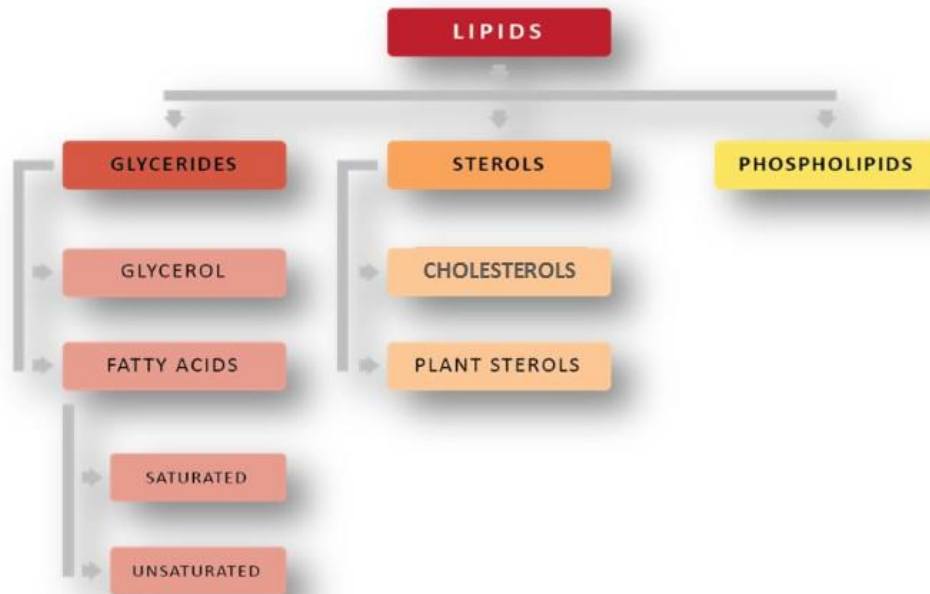 LIPIDS
GLYCERIDES
STEROLS
PHOSPHOLIPIDS
GLYCEROL
CHOLESTEROLS
FATTY ACIDS
PLANT STEROLS
SATURATED
UNSATURATED